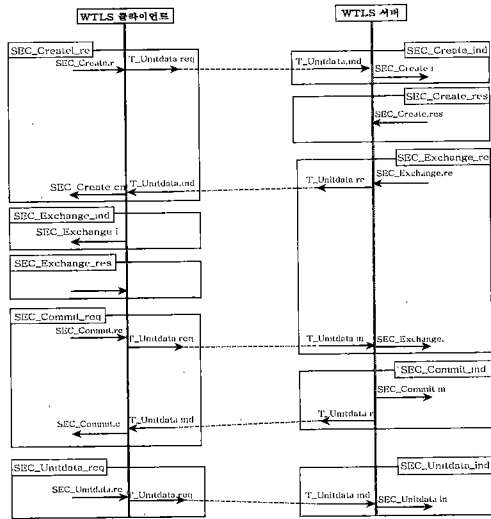 WTLS 클라이언트
WTLS 서버
SEC_Create_re
SEC_Create.r
T_Unitdata req
T_Unitdata.ind
SEC_Create_ind
SEC_Create i
SEC_Create_res
SEC_Create.res
SEC_Exchange_re
SEC_Exchange.re
T_Unitdata re
T_Unitdata.ind
SEC_Create cn
SEC_Exchange_ind
SEC_Exchange i
SEC_Exchange_res
SEC_Commit_req
SEC_Commit.re
T_Unitdata req
T_Unitdata in
SEC_Exchange.
SEC_Commit_ind
SEC_Commit in
T_Unitdata r
T_Unitdata ind
SEC_Commit.c
SEC_Unitdata_req
SEC_Unitdata.re
T_Unitdata.req
T_Unitdata ind
SEC_Unitdata_ind
SEC_Unitdata in